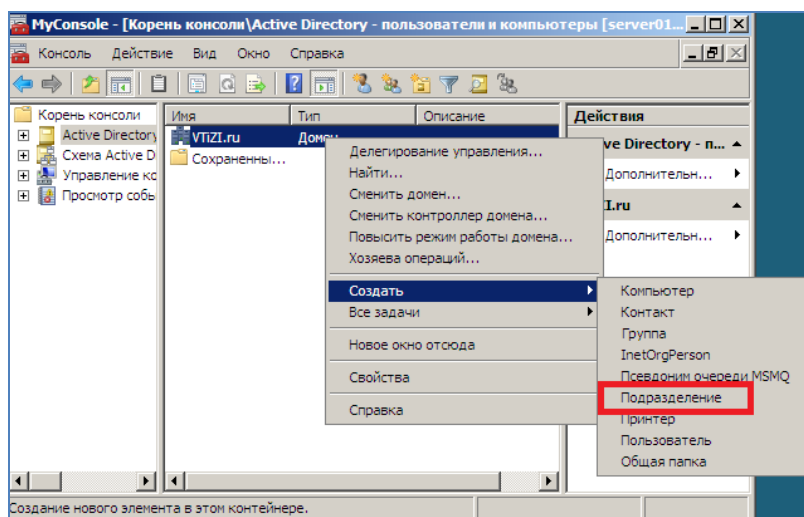 MyConsole - [Корень консоли\Active Directory - пользователи и компьютеры [server01...
Консоль Действие Вид Окно Справка
Корень консоли
Active Directory
Схема Active D
Управление кс
Просмотр собь
Имя Тип Описание
VTiZI.ru Домен
Сохраненны...
Действия
ve Directory - п...
Дополнительн...
ZI.ru
Дополнительн...
Делегирование управления...
Найти...
Сменить домен...
Сменить контроллер домена...
Повысить режим работы домена...
Хозяева операций...
Создать
Все задачи
Новое окно отсюда
Свойства
Справка
Компьютер
Контакт
Группа
InetOrgPerson
Псевдоним очереди MSMQ
Подразделение
Принтер
Пользователь
Общая папка
Создание нового элемента в этом контейнере.